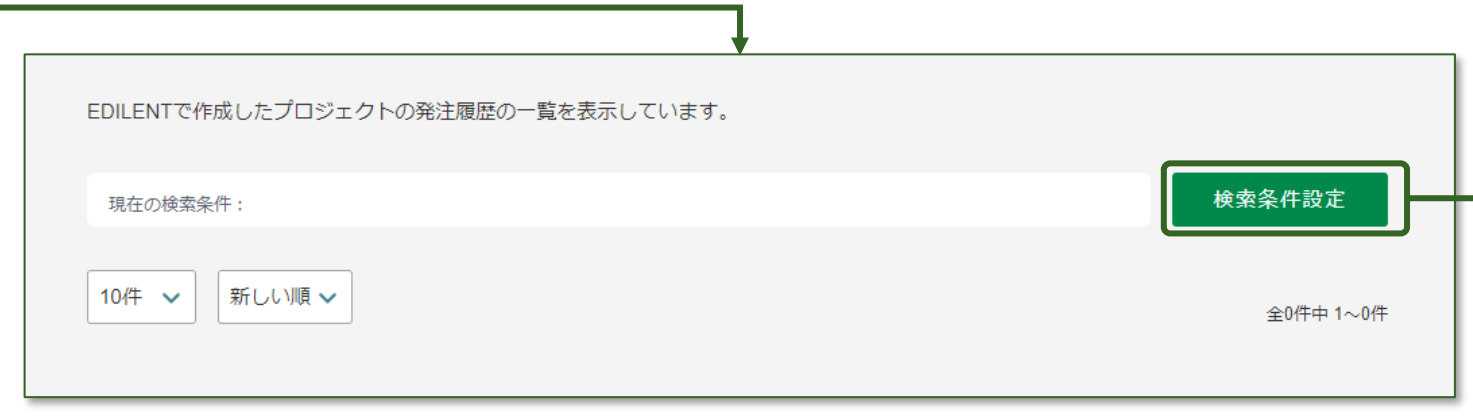 EDILENTで作成したプロジェクトの発注履歴の一覧を表示しています。
現在の検索条件：
検索条件設定
10件
新しい順
全0件中 1～0件